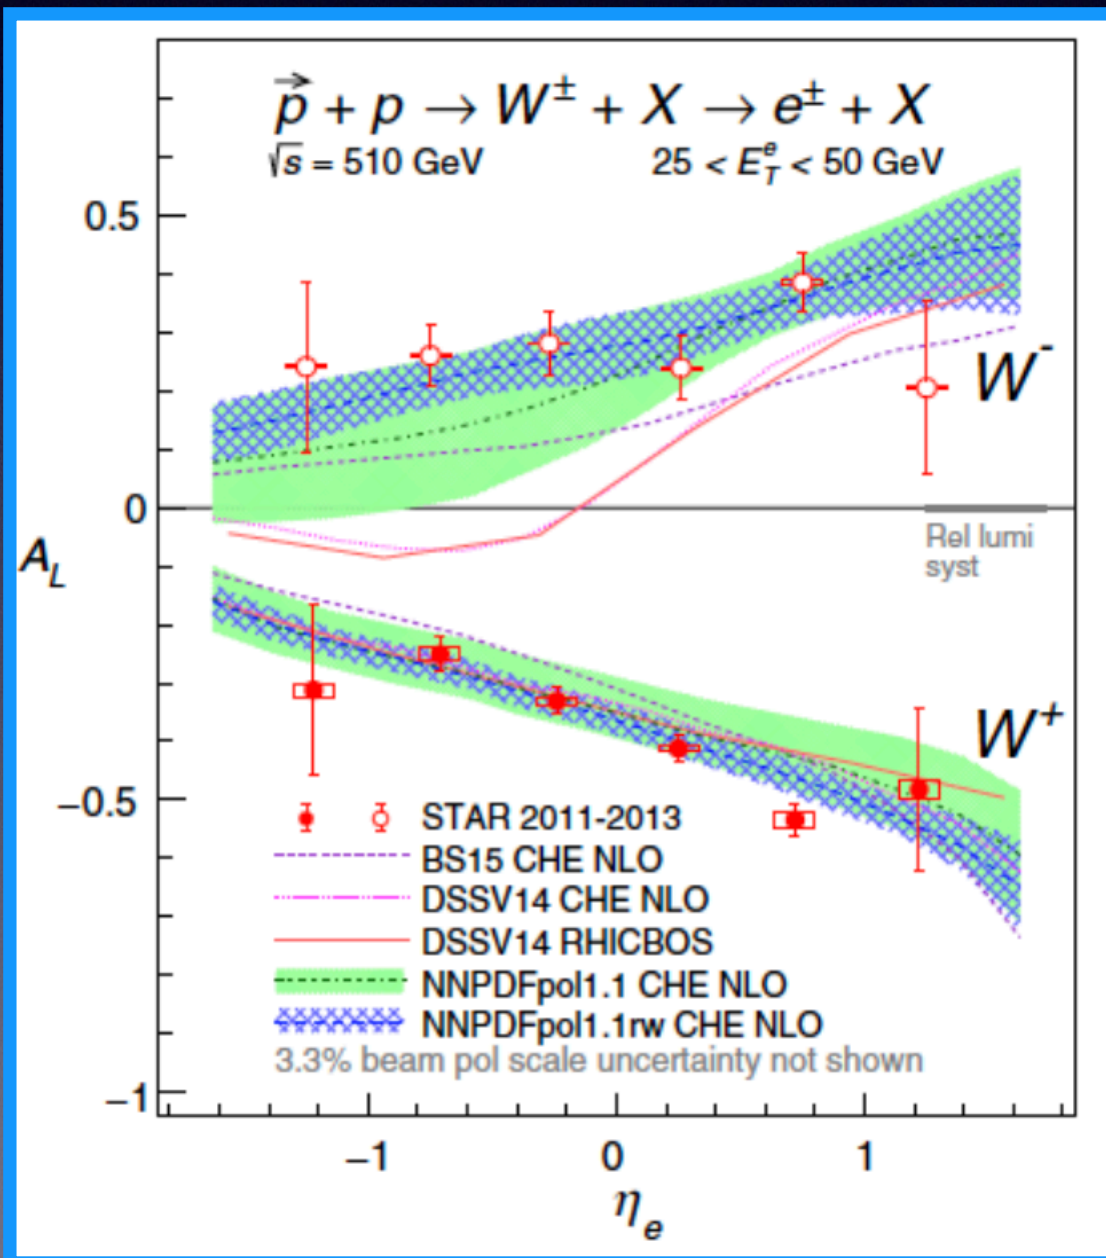 p⃗ + p → W± + X → e± + X
√s = 510 GeV 25 < E_T^e < 50 GeV
0.5
W⁻
0
Rel lumi
syst
A_L
W⁺
−0.5
STAR 2011-2013
BS15 CHE NLO
DSSV14 CHE NLO
DSSV14 RHICBOS
NNPDFpol1.1 CHE NLO
NNPDFpol1.1rw CHE NLO
3.3% beam pol scale uncertainty not shown
−1
−1 0 1
η_e